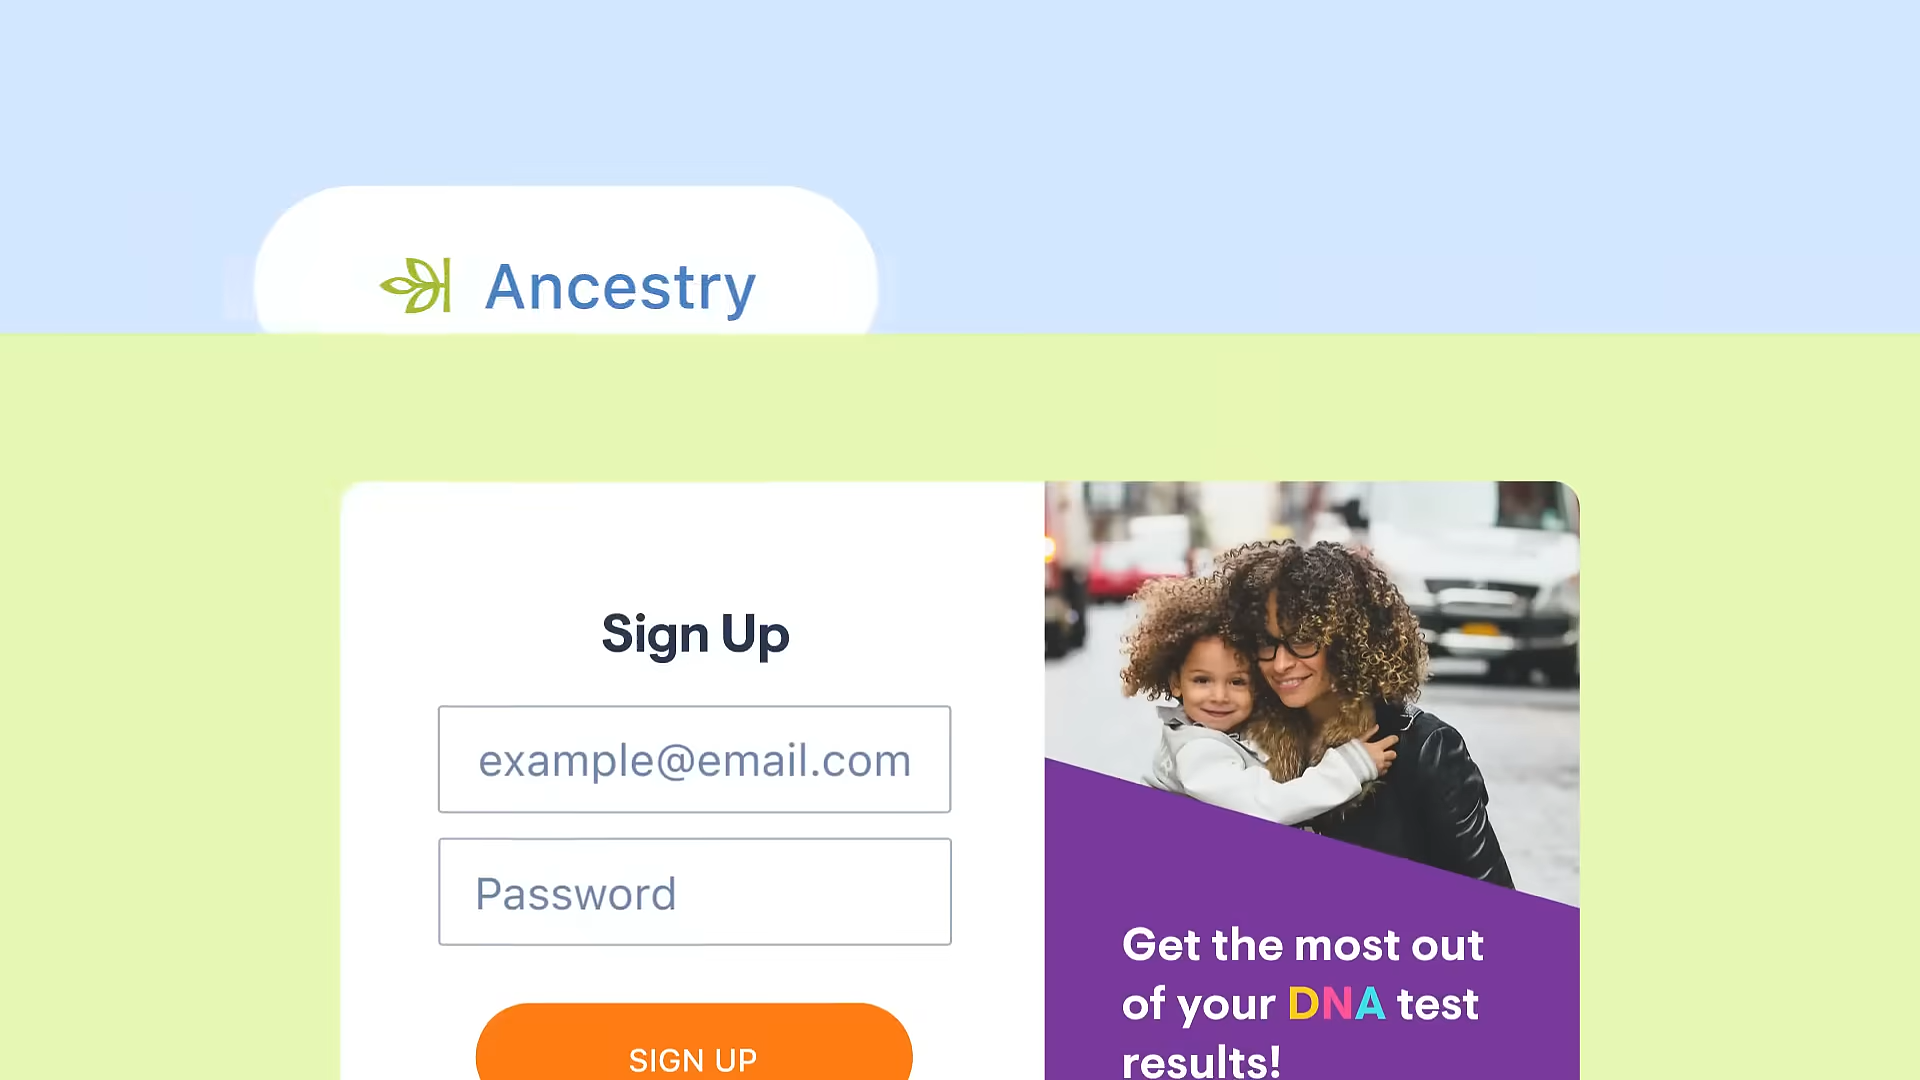 Ancestry
Sign Up
example@email.com
Password
SIGN UP
Get the most out
of your DNA test
results!